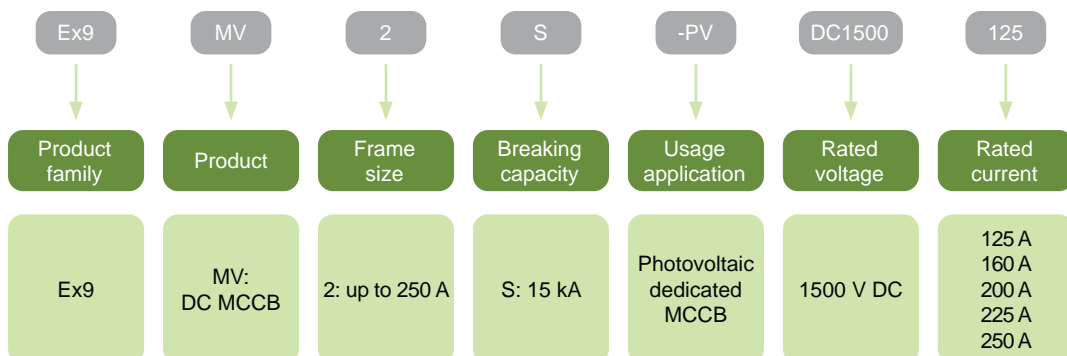 Ex9
MV
2
S
-PV
DC1500
125
Product
family
Product
Frame
size
Breaking
capacity
Usage
application
Rated
voltage
Rated
current
Ex9
MV:
DC MCCB
2: up to 250 A
S: 15 kA
Photovoltaic
dedicated
MCCB
1500 V DC
125 A
160 A
200 A
225 A
250 A